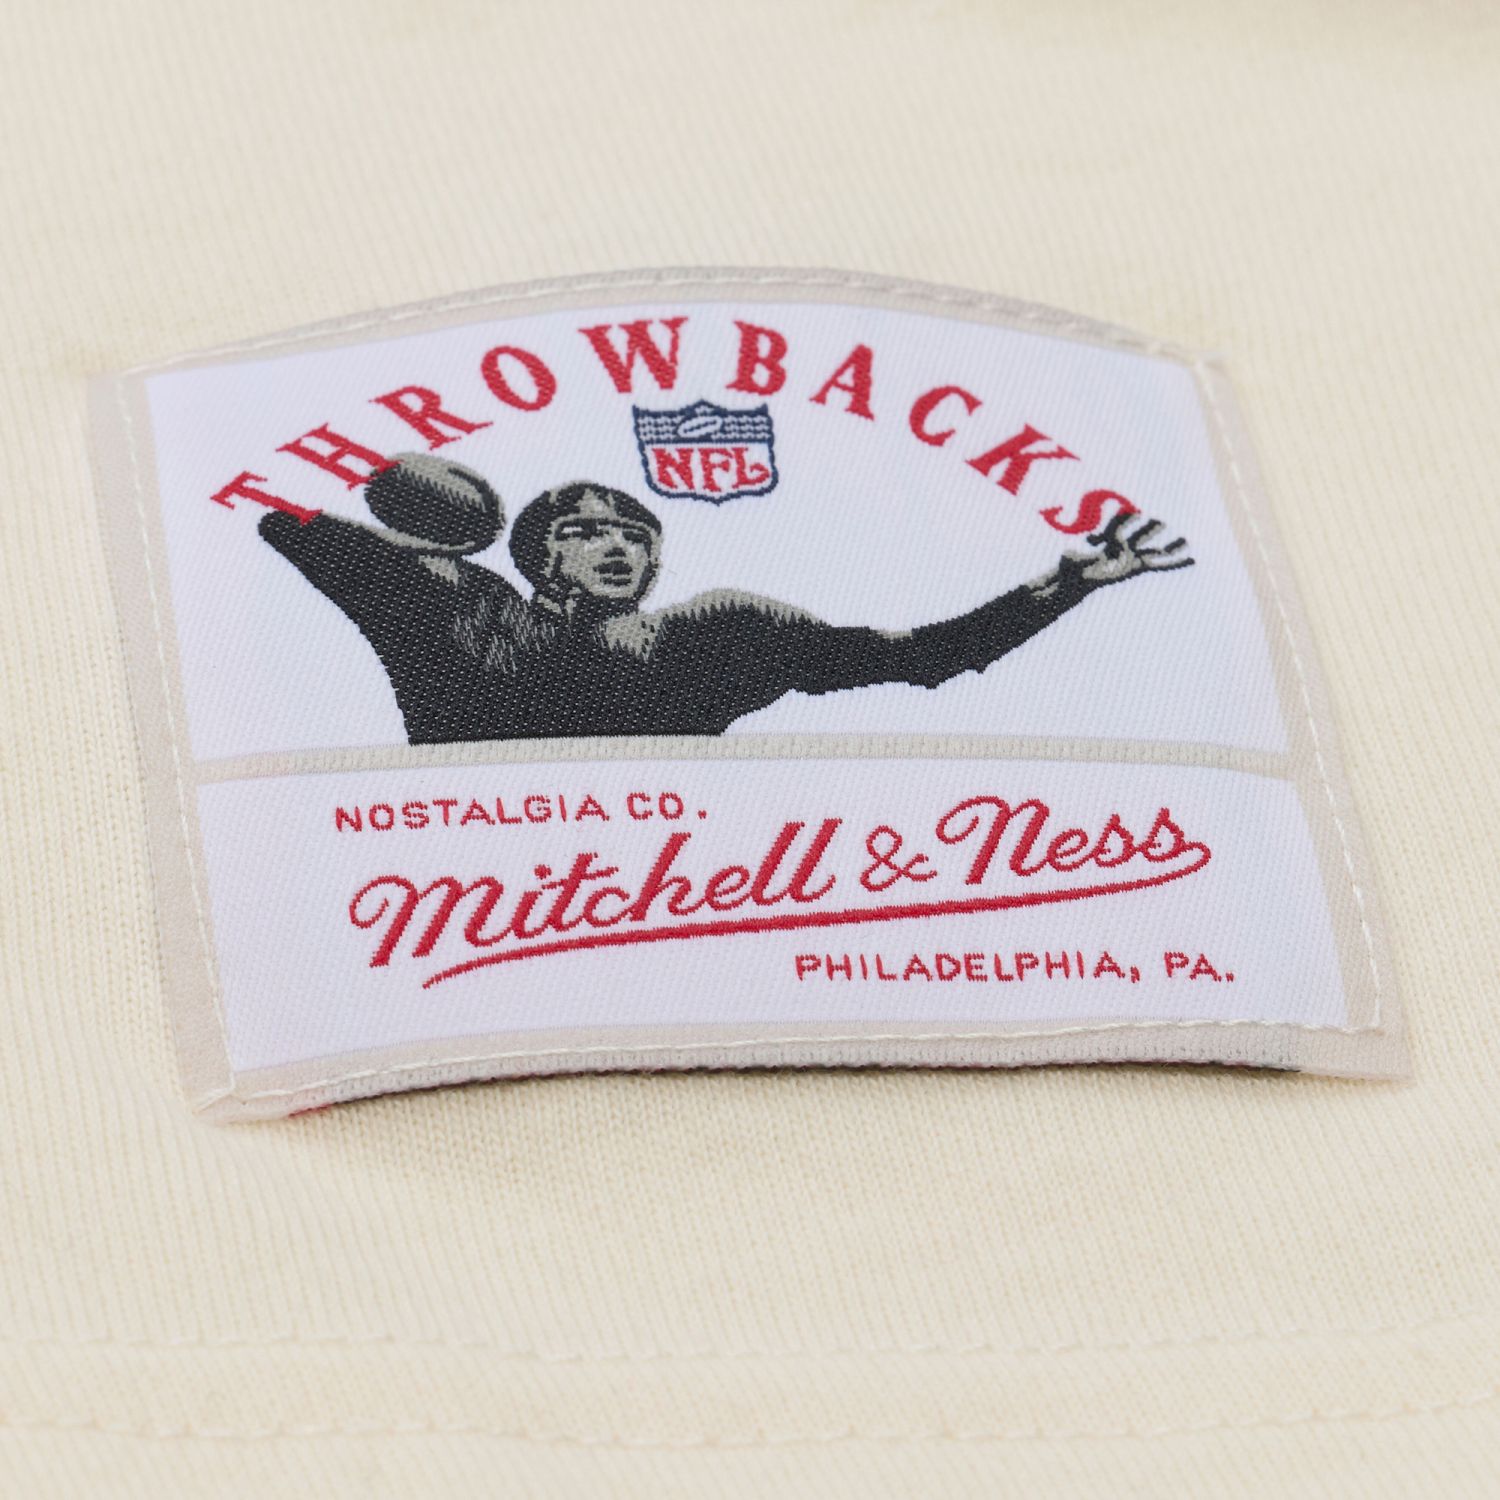 THROWBACKS
NFL
NOSTALGIA CO.
Mitchell & Ness
PHILADELPHIA, PA.